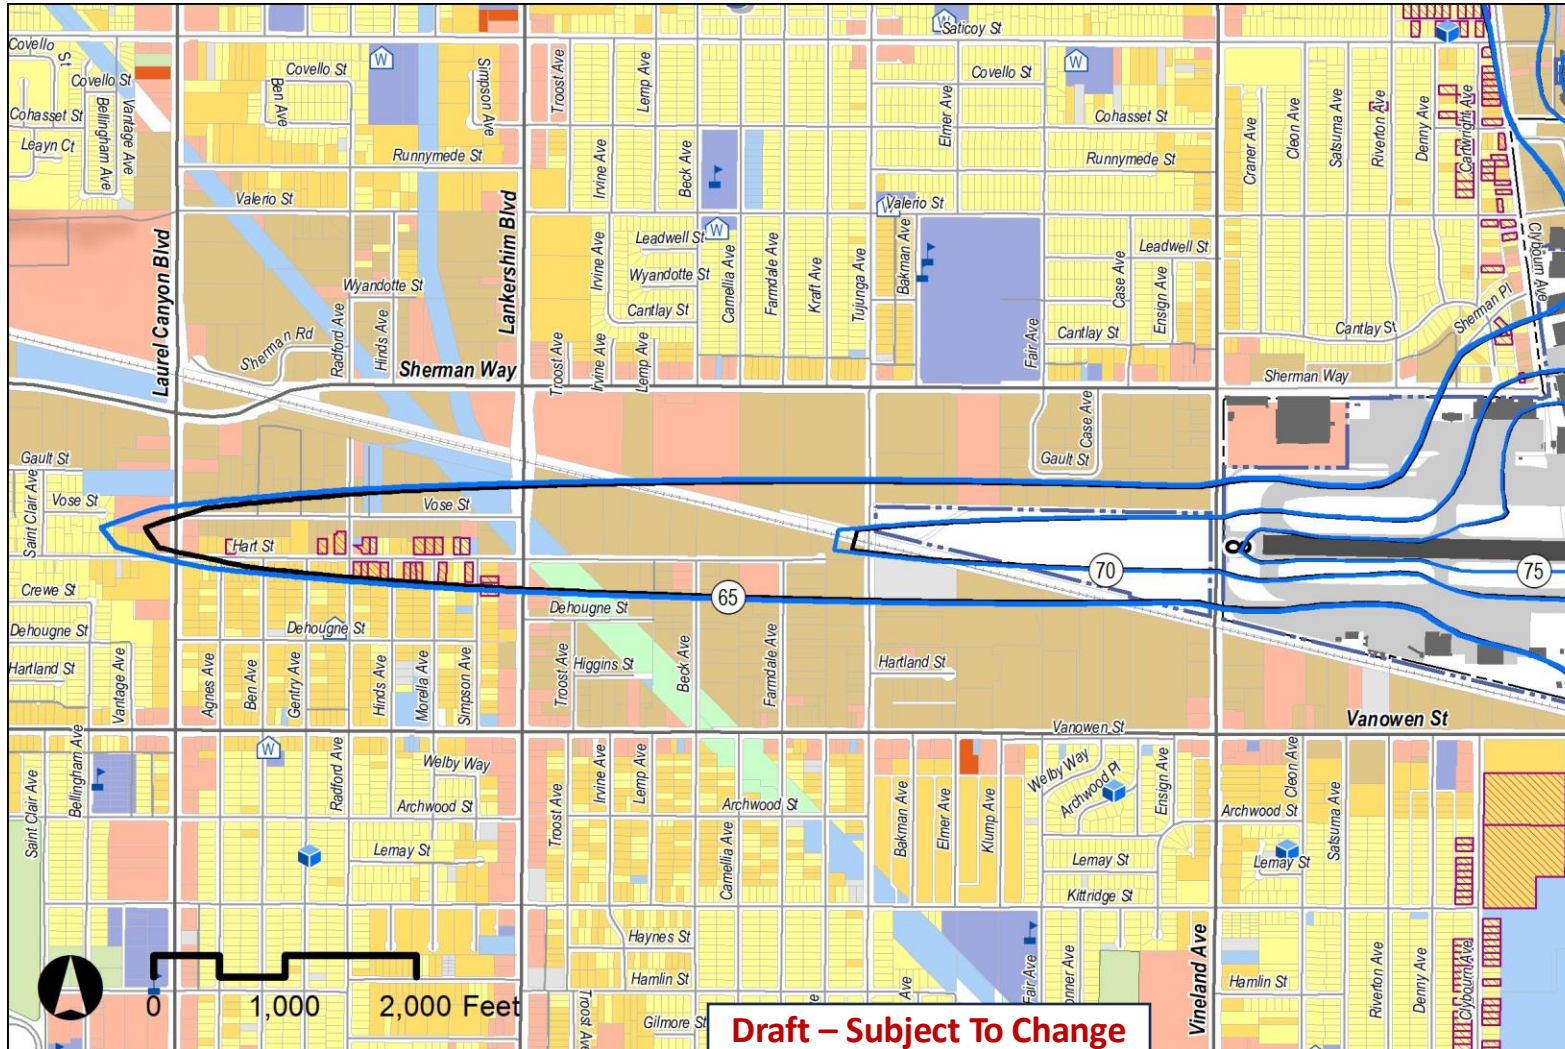 Covello St
Saticoy St
Covello St
Covello St
Covello St
Cohasset St
Cohasset St
Leayn Ct
Bellingham Ave
Vantage Ave
Ben Ave
Simpson Ave
Troost Ave
Lemp Ave
Elmer Ave
Runnymede St
Runnymede St
Irvine Ave
Beck Ave
Craner Ave
Cleon Ave
Satsuma Ave
Riverton Ave
Denny Ave
Cartwright Ave
Valerio St
Valerio St
Laurel Canyon Blvd
Lankershim Blvd
Leadwell St
Leadwell St
Wyandotte St
Wyandotte St
Cantlay St
Cantlay St
Cantlay St
Irvine Ave
Camellia Ave
Farmdale Ave
Kraft Ave
Tujunga Ave
Bakman Ave
Fair Ave
Case Ave
Ensign Ave
Clybourn Ave
Sherman Pl
Sherman Rd
Radford Ave
Hinds Ave
Sherman Way
Troost Ave
Irvine Ave
Lemp Ave
Sherman Way
Case Ave
Gault St
Gault St
Saint Clair Ave
Vose St
Vose St
Hart St
8
70
75
65
Crewe St
Dehougne St
Dehougne St
Dehougne St
Hartland St
Hartland St
Vantage Ave
Agnes Ave
Ben Ave
Gentry Ave
Hinds Ave
Morella Ave
Simpson Ave
Troost Ave
Higgins St
Beck Ave
Farmdale Ave
Vanowen St
Vanowen St
Saint Clair Ave
Bellingham Ave
Radford Ave
Welby Way
Welby Way
Archwood St
Archwood St
Archwood Pl
Archwood St
Irvine Ave
Lemp Ave
Troost Ave
Camellia Ave
Bakman Ave
Elmer Ave
Klump Ave
Ensign Ave
Cleon Ave
Satsuma Ave
Lemay St
Lemay St
Lemay St
Kittridge St
Haynes St
Hamlin St
Hamlin St
Gilmore St
Troost Ave
Ave
Fair Ave
onner Ave
Vineland Ave
Riverton Ave
Denny Ave
Clybourn Ave
W
W
W
W
W
W
0 1,000 2,000 Feet
Draft – Subject To Change